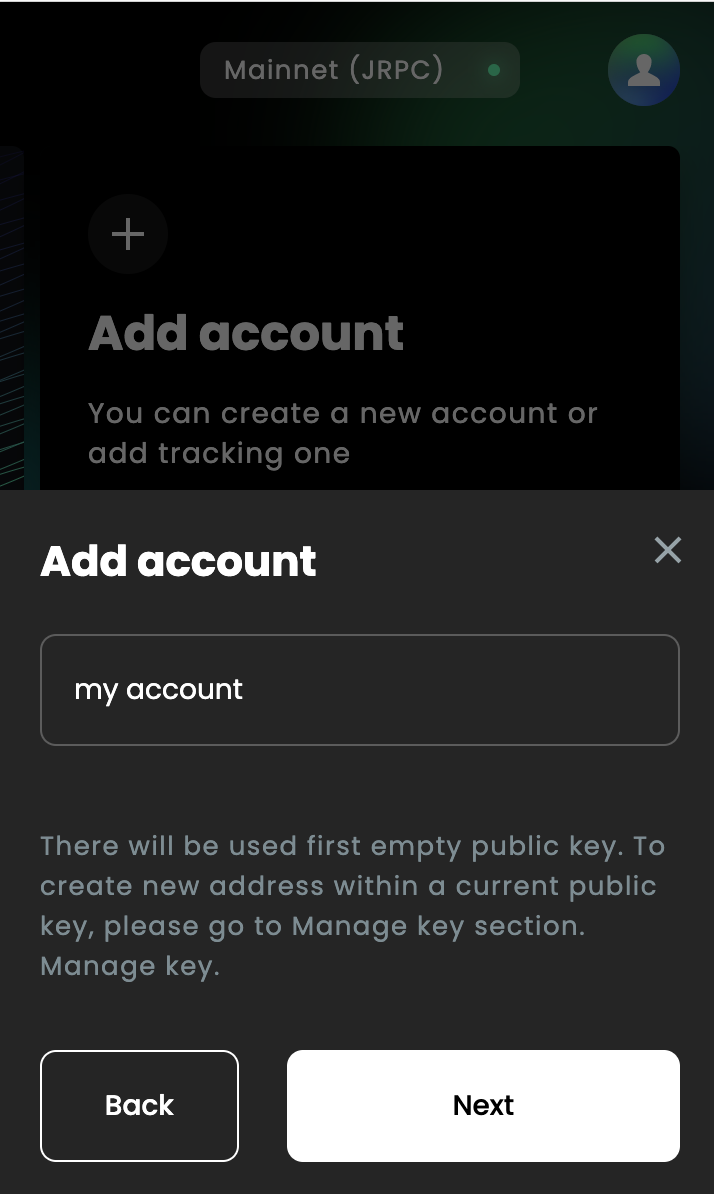 Mainnet (JRPC)
Add account
You can create a new account or
add tracking one
Add account
my account
There will be used first empty public key. To
create new address within a current public
key, please go to Manage key section.
Manage key.
Back
Next